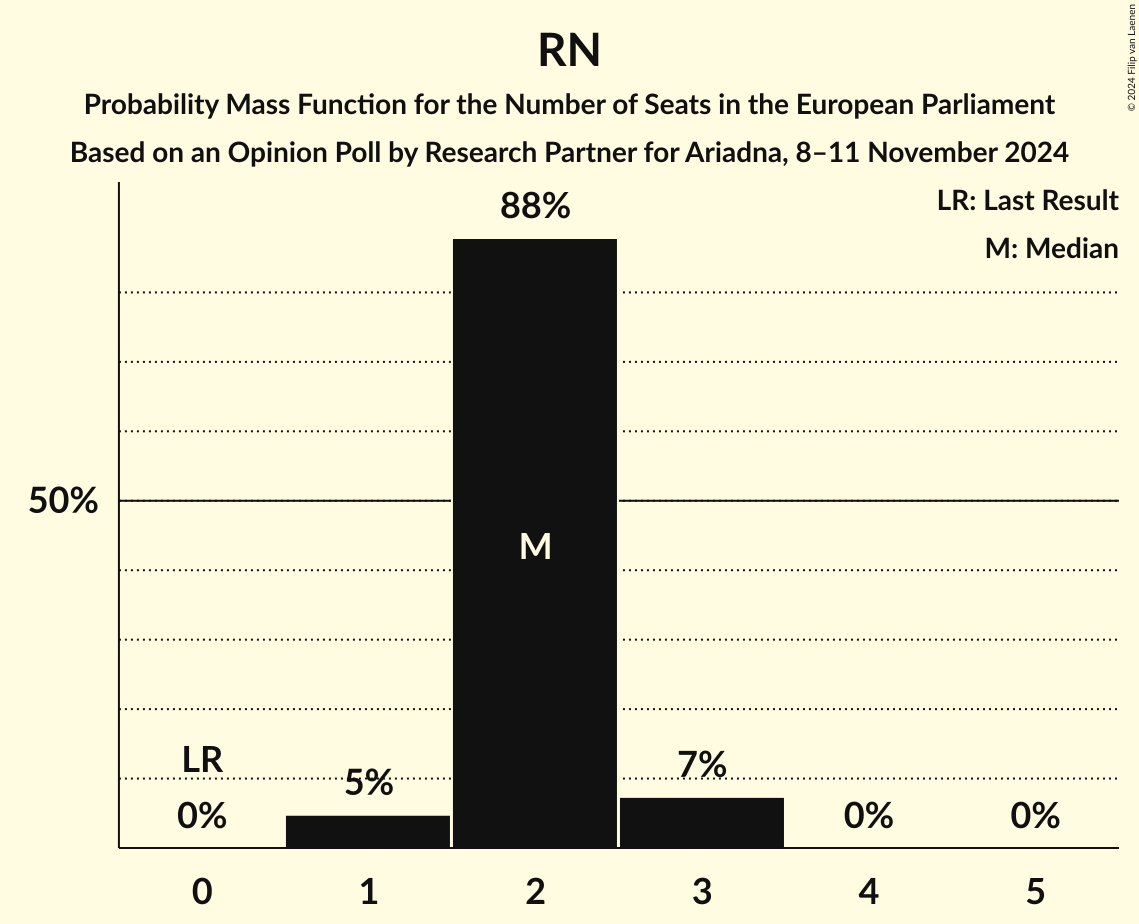 RN
Probability Mass Function for the Number of Seats in the European Parliament
Based on an Opinion Poll by Research Partner for Ariadna, 8–11 November 2024
© 2024 Filip van Laenen
LR: Last Result
M: Median
88%
50%
M
LR
5%
7%
0%
0%
0%
0
1
2
3
4
5